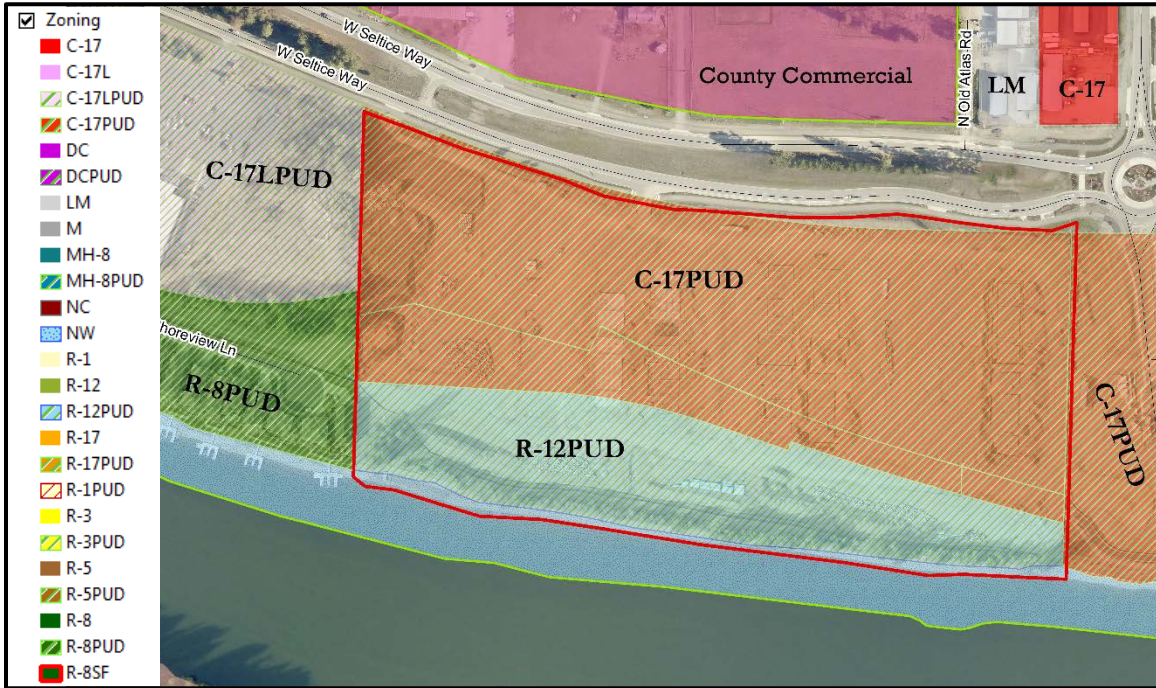 Zoning
C-17
C-17L
C-17LPUD
C-17PUD
DC
DCPUD
LM
M
MH-8
MH-8PUD
NC
NW
R-1
R-12
R-12PUD
R-17
R-17PUD
R-1PUD
R-3
R-3PUD
R-5
R-5PUD
R-8
R-8PUD
R-8SF
W Seltice Way
W Seltice Way
County Commercial
N Old Atlas Rd
LM
C-17
C-17LPUD
C-17PUD
horeview Ln
R-8PUD
R-12PUD
C-17PUD